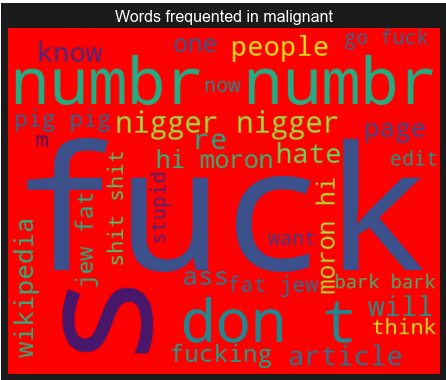 Words frequented in malignant
know
one
people
go fuck
numbr
now
numbr
pig pig
nigger nigger
re
page
m
hi moron
hate
edit
fuck
jew fat
shit shit
stupid
want
moron hi
wikipedia
s
ass
fat jew
bark bark
don
t
will
think
fucking
article